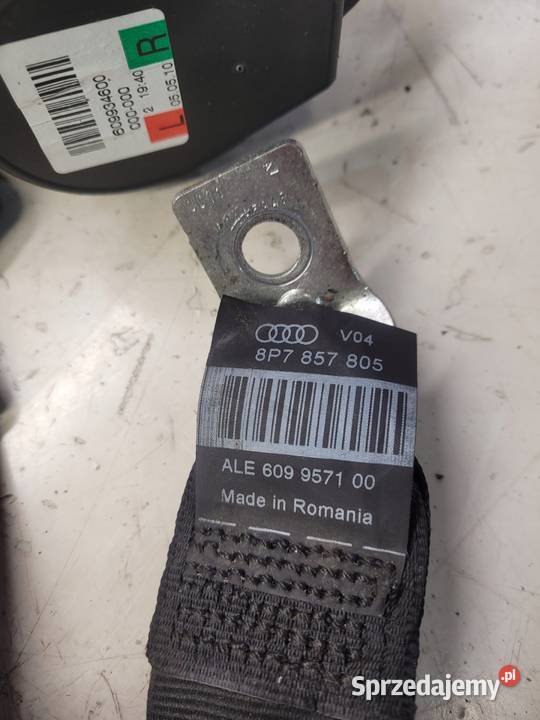 R
L
609934600
000-000
2 19:40
05.05.10
V04
8P7 857 805
ALE 609 9571 00
Made in Romania
Sprzedajemy.pl